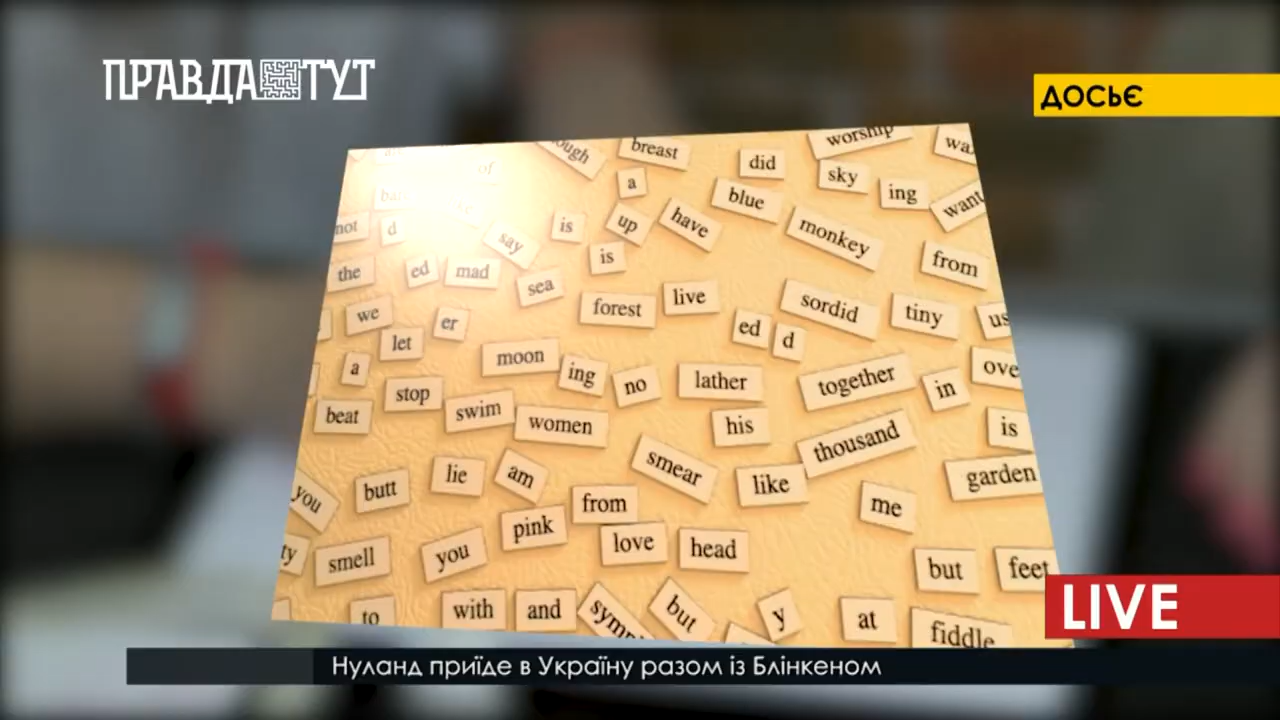 ПРАВДА ТУТ
ДОСЬЄ
breast did worship
of
a sky ing
blue want
not d say is up have monkey
is from
the ed mad sea
forest live sordid tiny us
we er ed d
let
moon
a ing no lather together in
stop
beat swim women his thousand is
lie am smear like garden
you butt from me
pink love head
smell you but feet
to with and but y at fiddle
LIVE
Нуланд приїде в Україну разом із Блінкеном